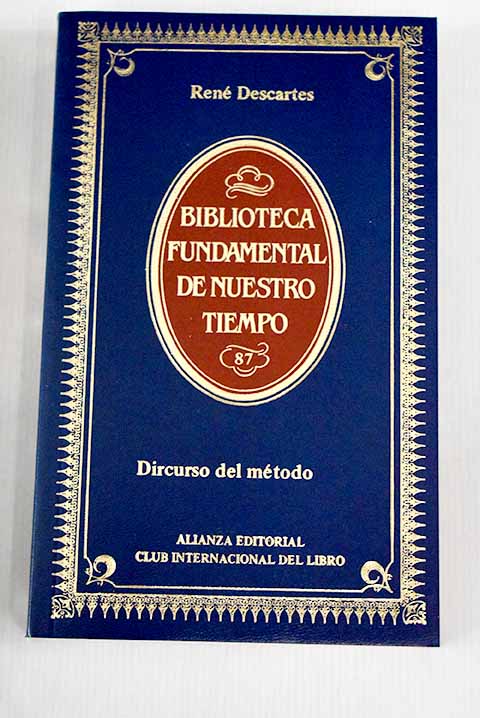 René Descartes
BIBLIOTECA
FUNDAMENTAL
DE NUESTRO
TIEMPO
87
Dircurso del método
ALIANZA EDITORIAL
CLUB INTERNACIONAL DEL LIBRO